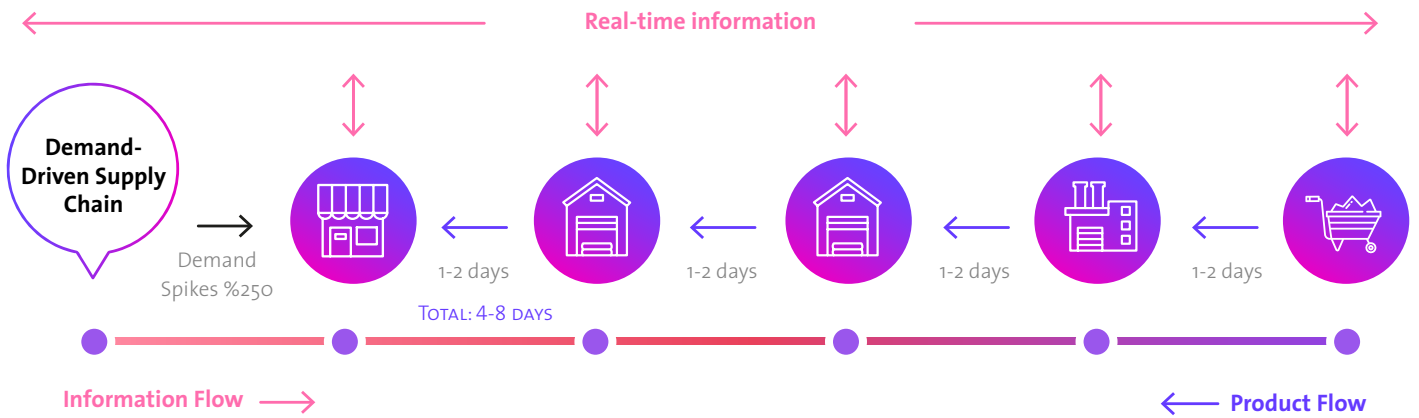 Real-time information
Demand-
Driven Supply
Chain
Demand
Spikes %250
1-2 days
1-2 days
1-2 days
1-2 days
TOTAL: 4-8 DAYS
Information Flow
Product Flow